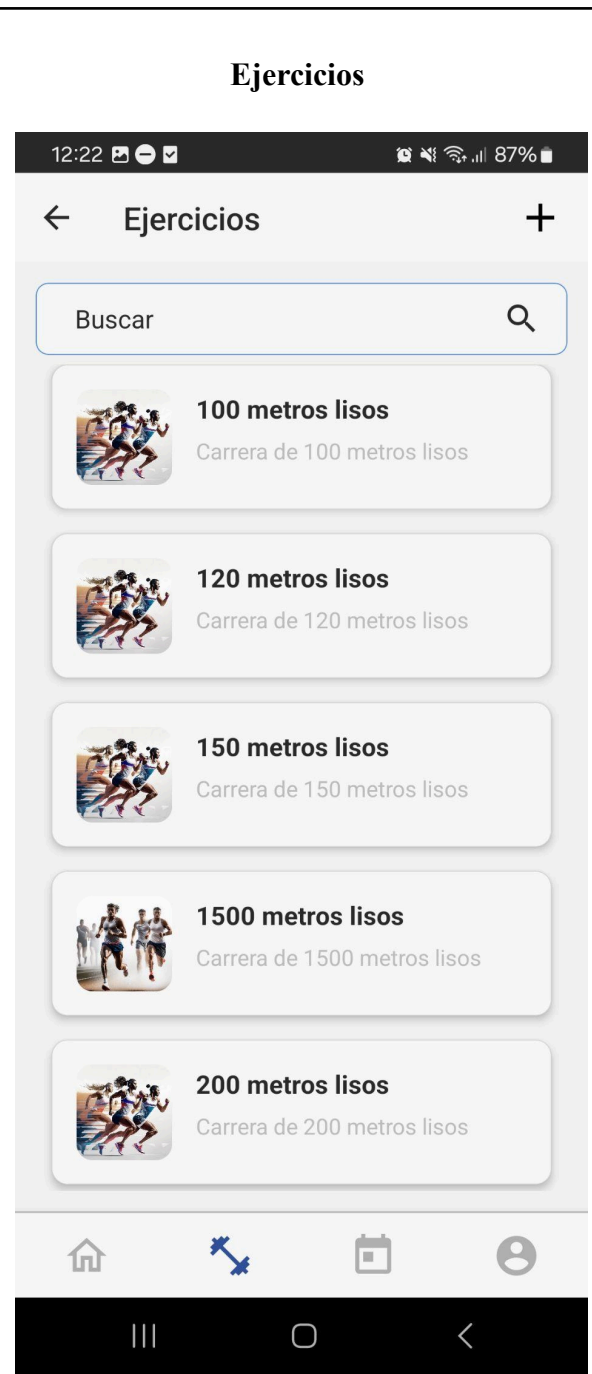 Ejercicios
12:22 87%
Ejercicios
Buscar
100 metros lisos
Carrera de 100 metros lisos
120 metros lisos
Carrera de 120 metros lisos
150 metros lisos
Carrera de 150 metros lisos
1500 metros lisos
Carrera de 1500 metros lisos
200 metros lisos
Carrera de 200 metros lisos